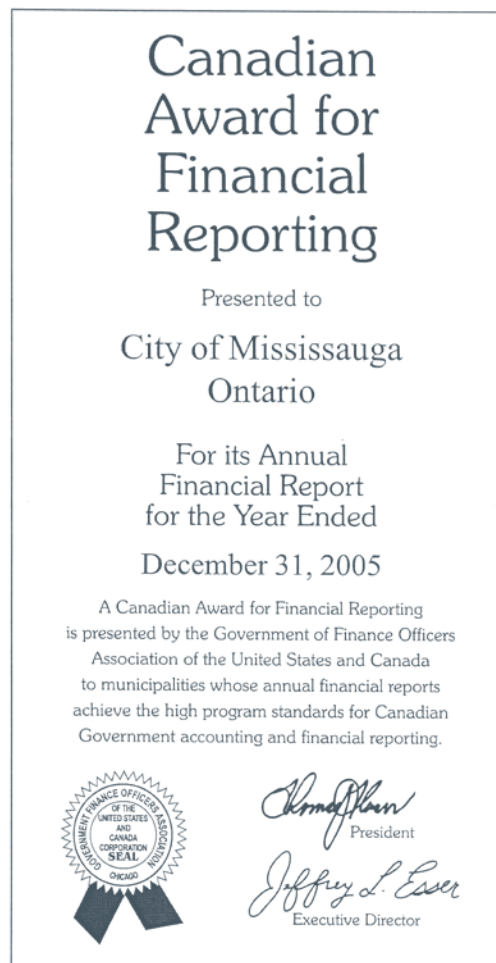 Canadian
Award for
Financial
Reporting
Presented to
City of Mississauga
Ontario
For its Annual
Financial Report
for the Year Ended
December 31, 2005
A Canadian Award for Financial Reporting
is presented by the Government of Finance Officers
Association of the United States and Canada
to municipalities whose annual financial reports
achieve the high program standards for Canadian
Government accounting and financial reporting.
GOVERNMENT FINANCE OFFICERS ASSOCIATION
OF THE
UNITED STATES
AND
CANADA
CORPORATION
SEAL
CHICAGO
President
Jeffrey L. Esser
Executive Director